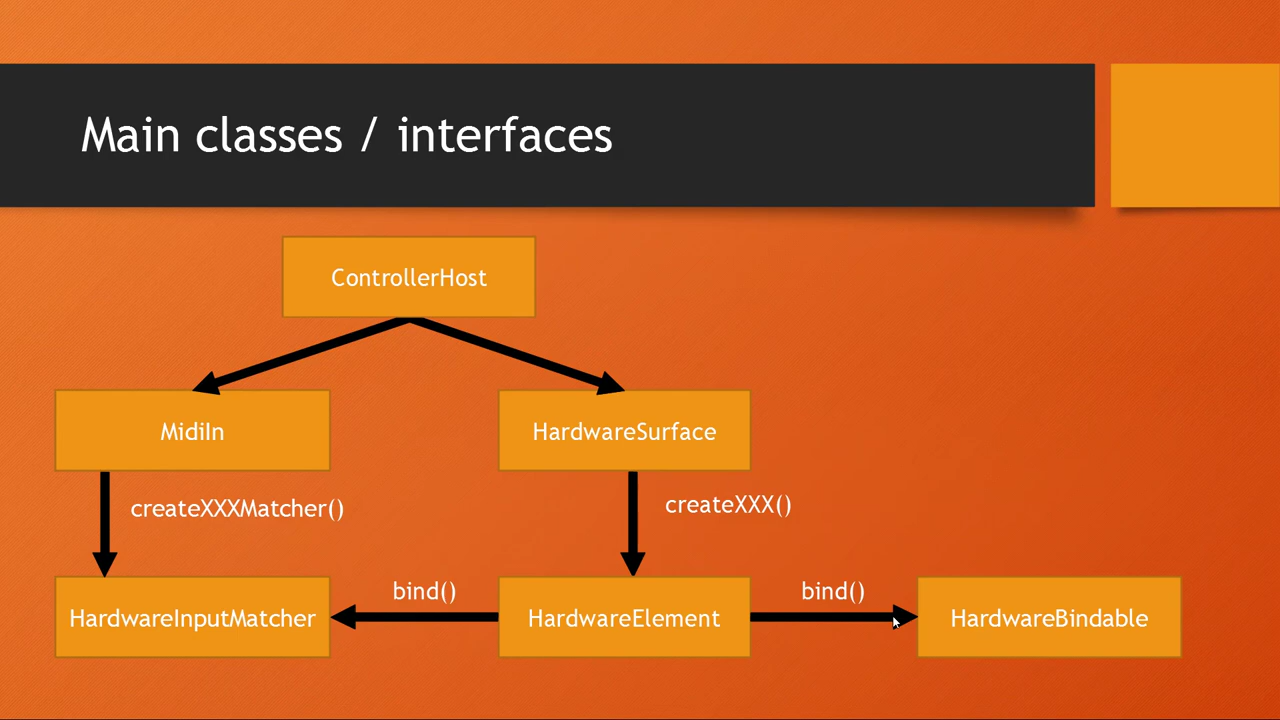 Main classes / interfaces
ControllerHost
MidiIn
HardwareSurface
createXXXMatcher()
createXXX()
bind()
bind()
HardwareInputMatcher
HardwareElement
HardwareBindable